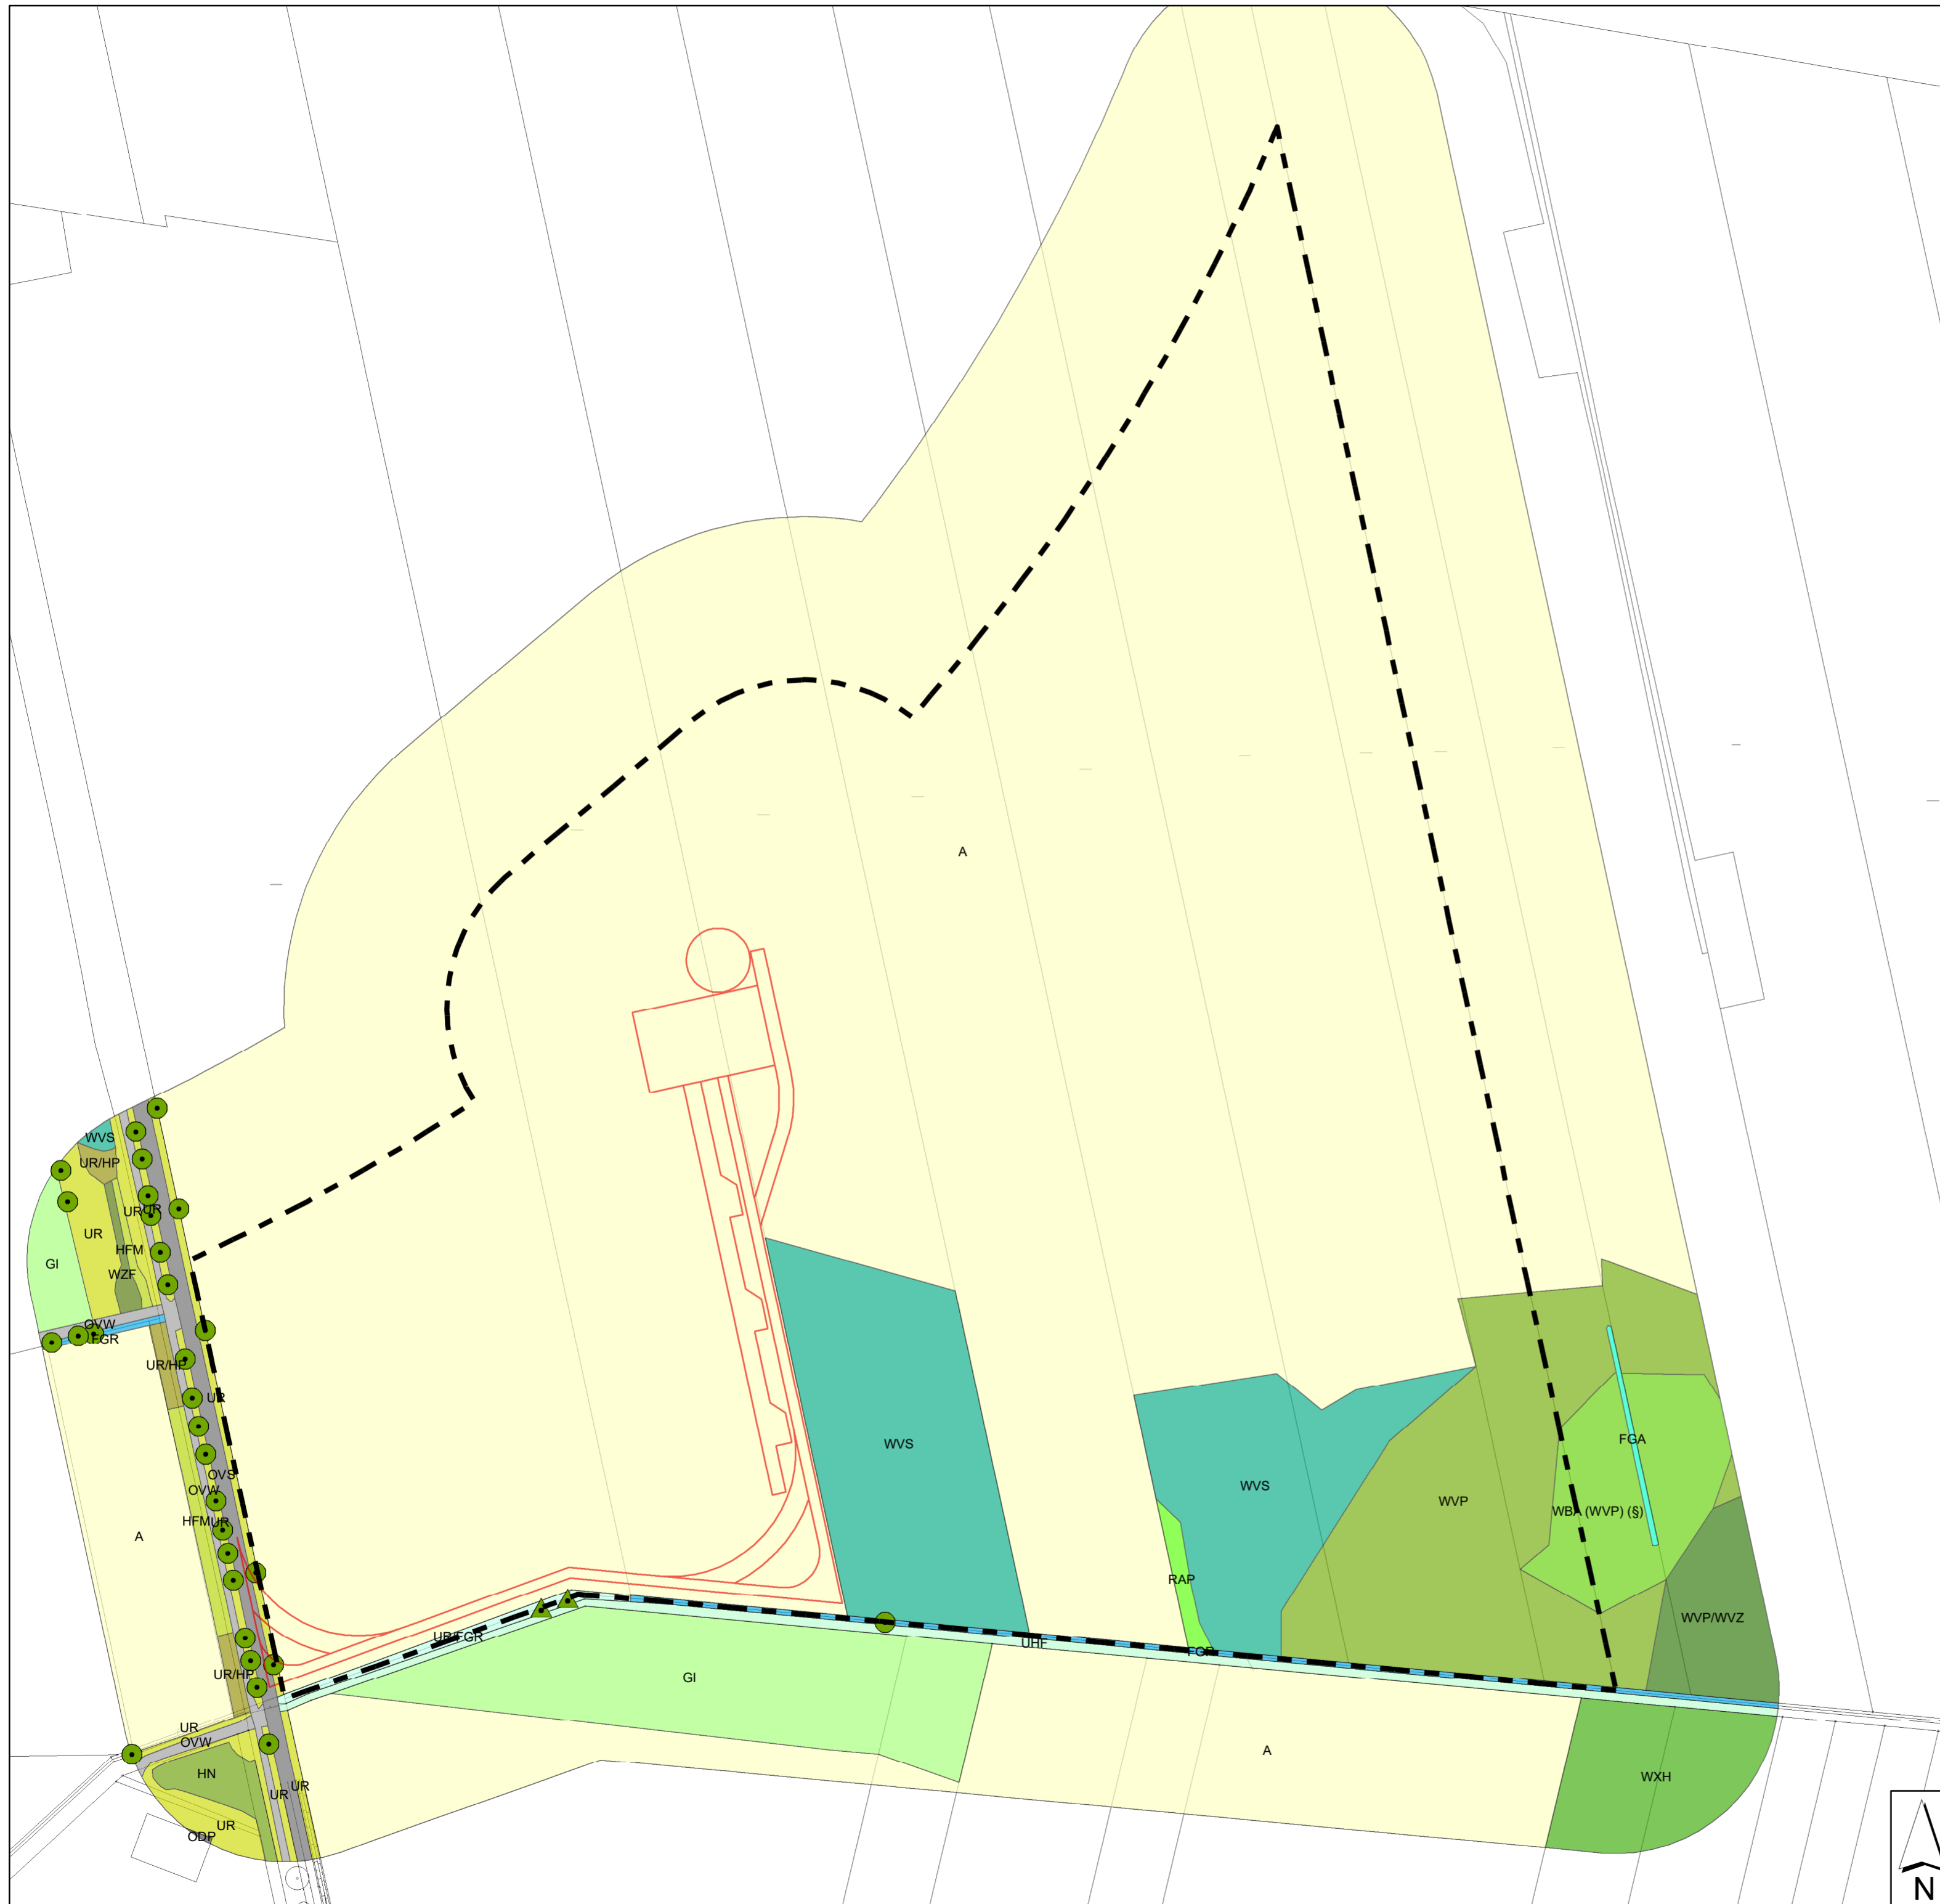 A
WVS
UR/HP
UR
UR
UR
HFM
GI
WZF
OVW
FGR
UR/HP
UR
FGA
WVS
OVS
WVS
OVW
WVP
WBA (WVP) (§)
HFM
UR
A
RAP
WVP/WVZ
UR/FGR
UHF
FGR
UR/HP
GI
UR
OVW
A
HN
WXH
UR
UR
UR
ODP
N